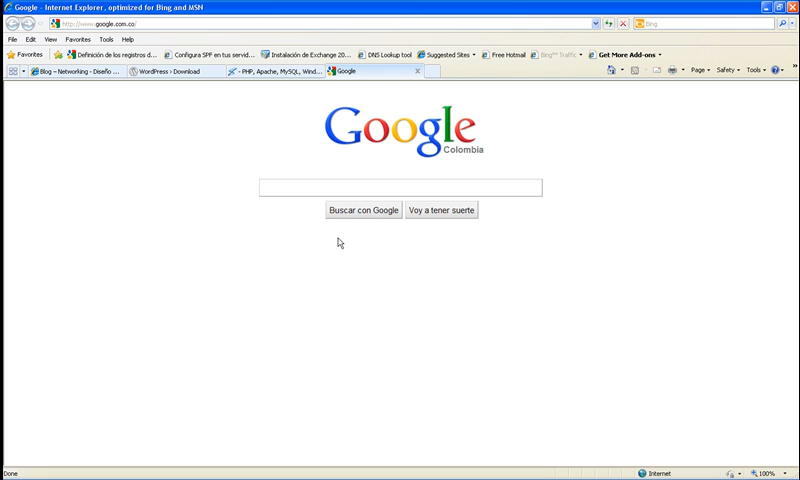 Google - Internet Explorer, optimized for Bing and MSN
http://www.google.com.co/
Bing
Favorites
Definición de los registros d...
Configura SPF en tus servid...
Instalación de Exchange 20...
DNS Lookup tool
Suggested Sites
Free Hotmail
Bing™ Traffic
Get More Add-ons
File Edit View Favorites Tools Help
Blog – Networking - Diseño ...
WordPress › Download
- PHP, Apache, MySQL, Wind...
Google
Page Safety Tools
Google
Colombia
Buscar con Google
Voy a tener suerte
Done
Internet
100%